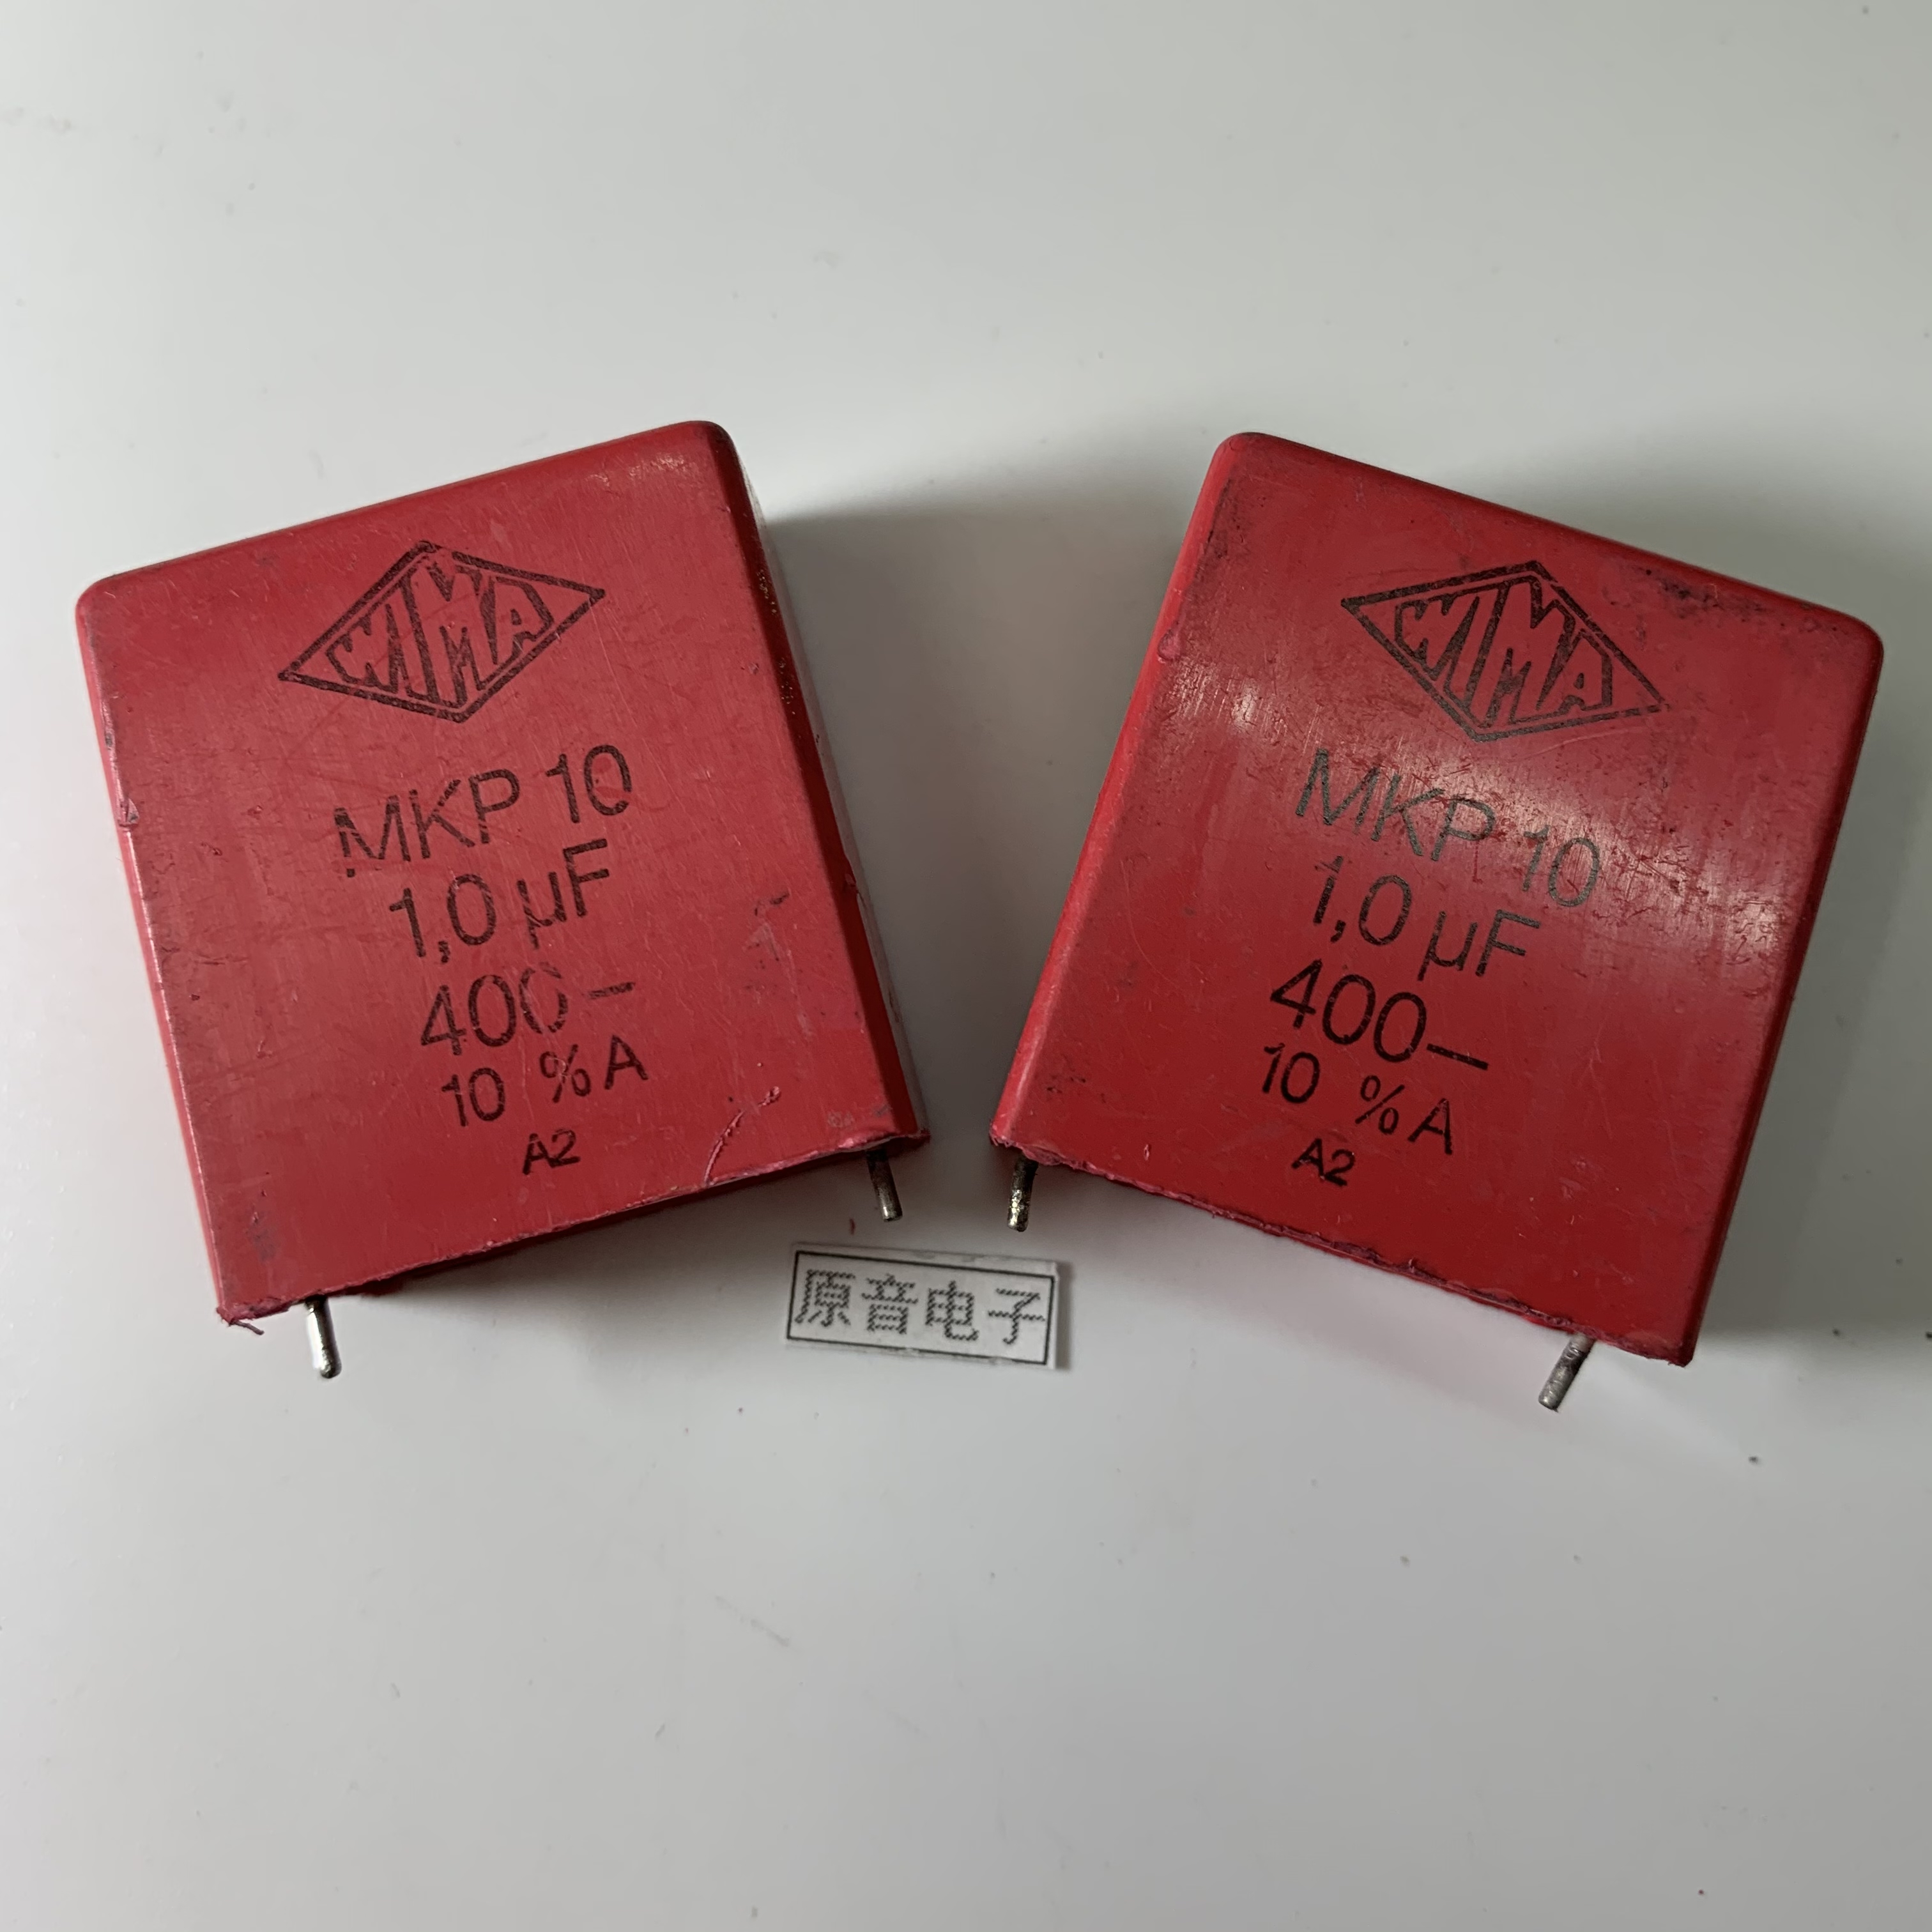 WIMA
MKP 10
1,0 µF
400–
10 % A
A2
WIMA
MKP 10
1,0 µF
400–
10 % A
A2
原音电子